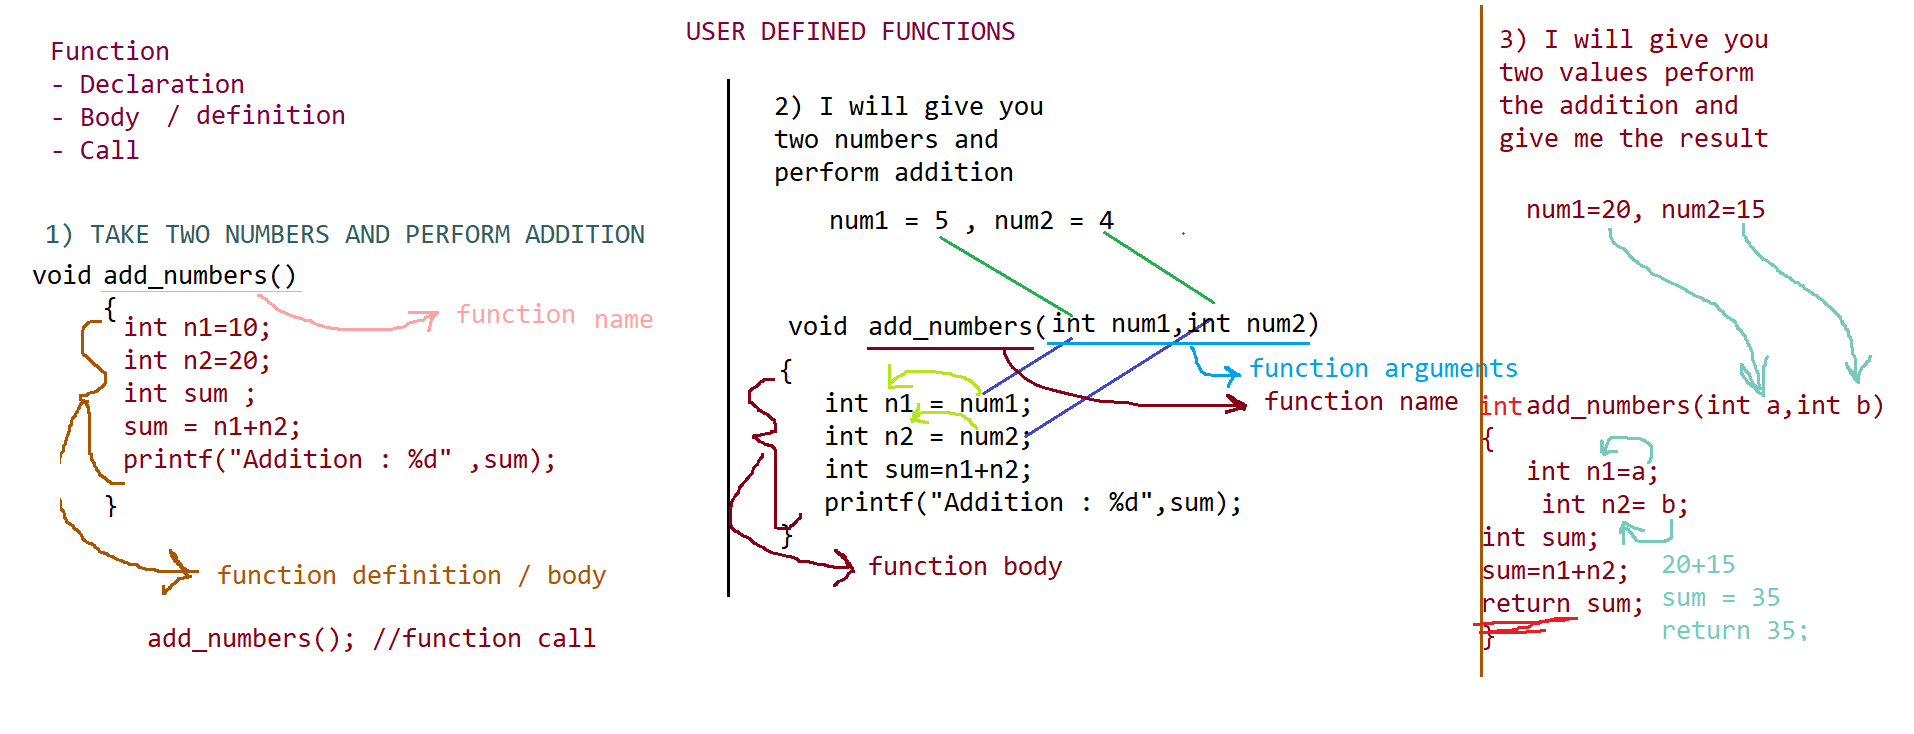 USER DEFINED FUNCTIONS
Function
- Declaration
- Body / definition
- Call
1) TAKE TWO NUMBERS AND PERFORM ADDITION
void add_numbers()
{
int n1=10;
int n2=20;
int sum ;
sum = n1+n2;
printf("Addition : %d" ,sum);
}
function name
function definition / body
add_numbers(); //function call
2) I will give you
two numbers and
perform addition
num1 = 5 , num2 = 4
void add_numbers(int num1,int num2)
{
int n1 = num1;
int n2 = num2;
int sum=n1+n2;
printf("Addition : %d",sum);
}
function arguments
function name
function body
3) I will give you
two values peform
the addition and
give me the result
num1=20, num2=15
int add_numbers(int a,int b)
{
int n1=a;
int n2= b;
int sum;
sum=n1+n2;
return sum;
}
20+15
sum = 35
return 35;